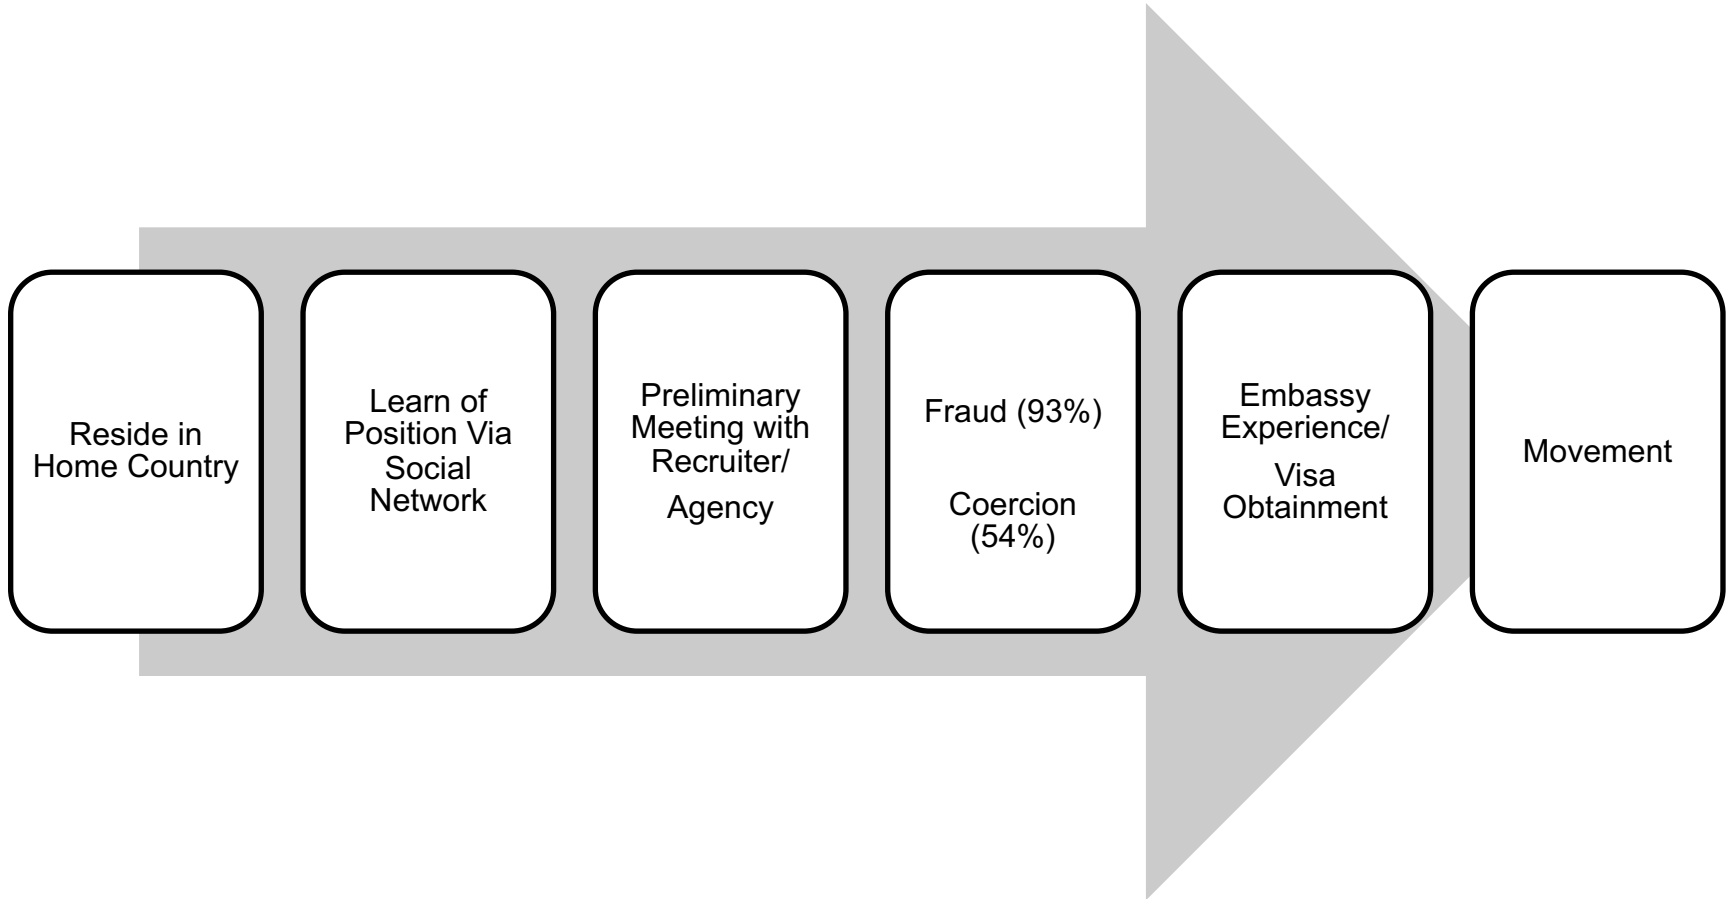 Reside in
Home Country
Learn of
Position Via
Social
Network
Preliminary
Meeting with
Recruiter/
Agency
Fraud (93%)
Coercion
(54%)
Embassy
Experience/
Visa
Obtainment
Movement